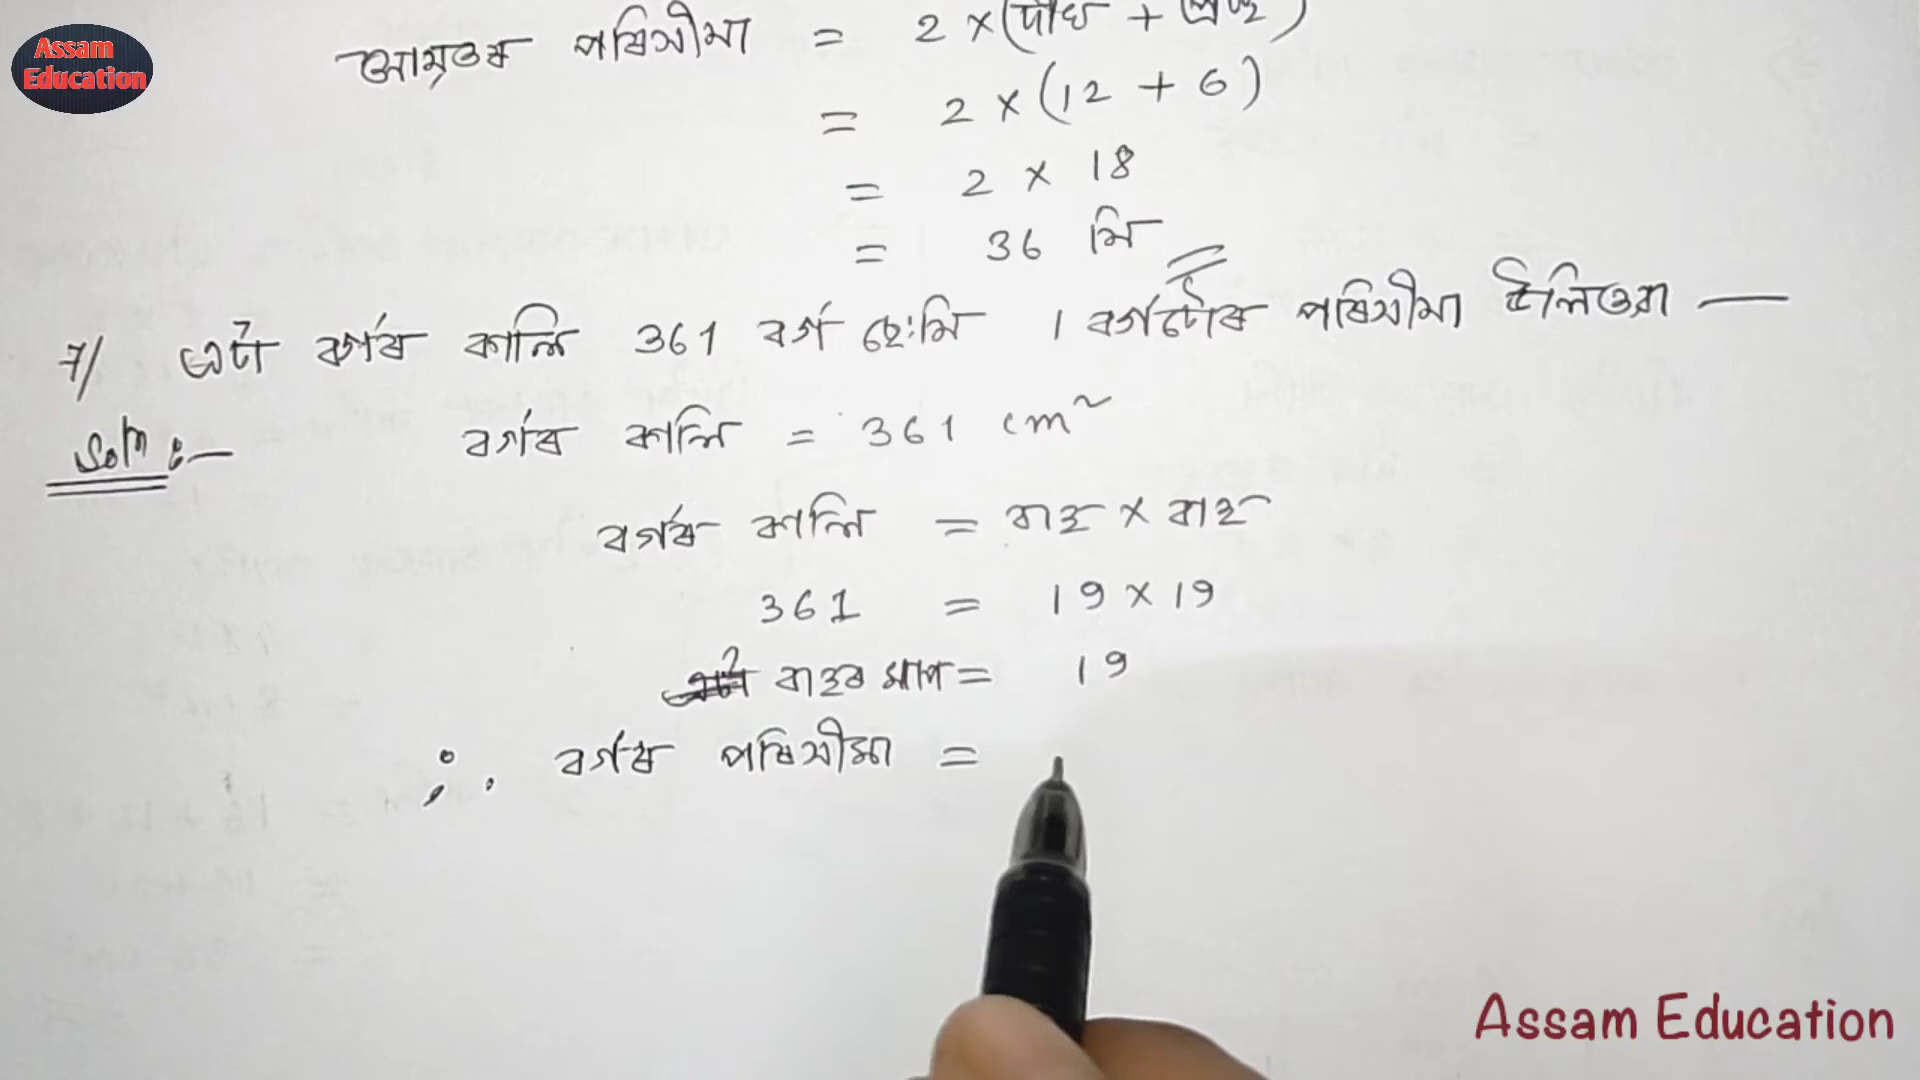 Assam
Education
আয়তৰ পৰিসীমা = 2 × (দীঘ + প্ৰস্থ)
= 2 × (12 + 6)
= 2 × 18
= 36 মি
7/ এটা বৰ্গৰ কালি 361 বৰ্গ ছে:মি । বৰ্গটোৰ পৰিসীমা উলিওৱা —
Soln :—
বৰ্গৰ কালি = 361 cm²
বৰ্গৰ কালি = বাহু × বাহু
361 = 19 × 19
বাহুৰ মাপ = 19
∴ বৰ্গৰ পৰিসীমা =
Assam Education